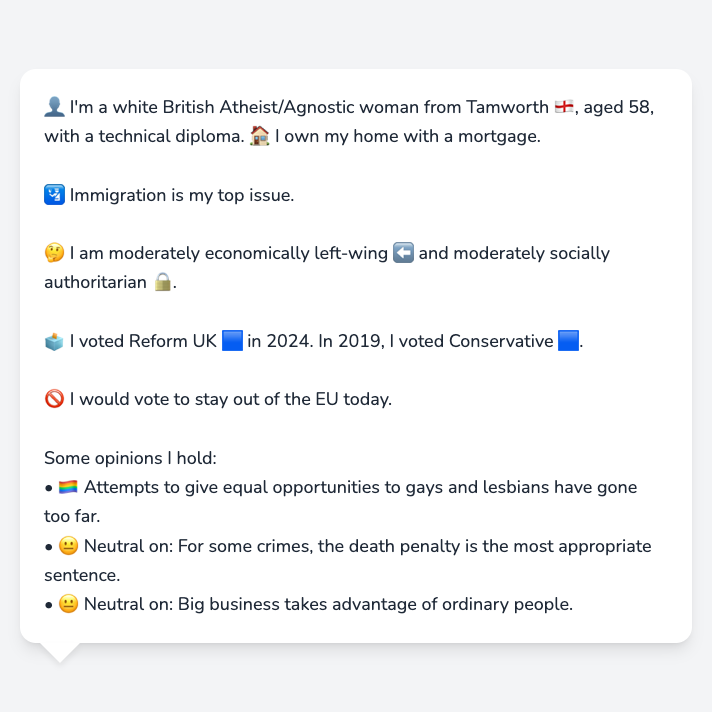 👤 I'm a white British Atheist/Agnostic woman from Tamworth 🏴󠁧󠁢󠁥󠁮󠁧󠁿, aged 58,
with a technical diploma. 🏠 I own my home with a mortgage.
🛂 Immigration is my top issue.
🤔 I am moderately economically left-wing ⬅️ and moderately socially
authoritarian 🔒.
🗳️ I voted Reform UK 🟦 in 2024. In 2019, I voted Conservative 🟦.
🚫 I would vote to stay out of the EU today.
Some opinions I hold:
• 🏳️‍🌈 Attempts to give equal opportunities to gays and lesbians have gone
too far.
• 😐 Neutral on: For some crimes, the death penalty is the most appropriate
sentence.
• 😐 Neutral on: Big business takes advantage of ordinary people.